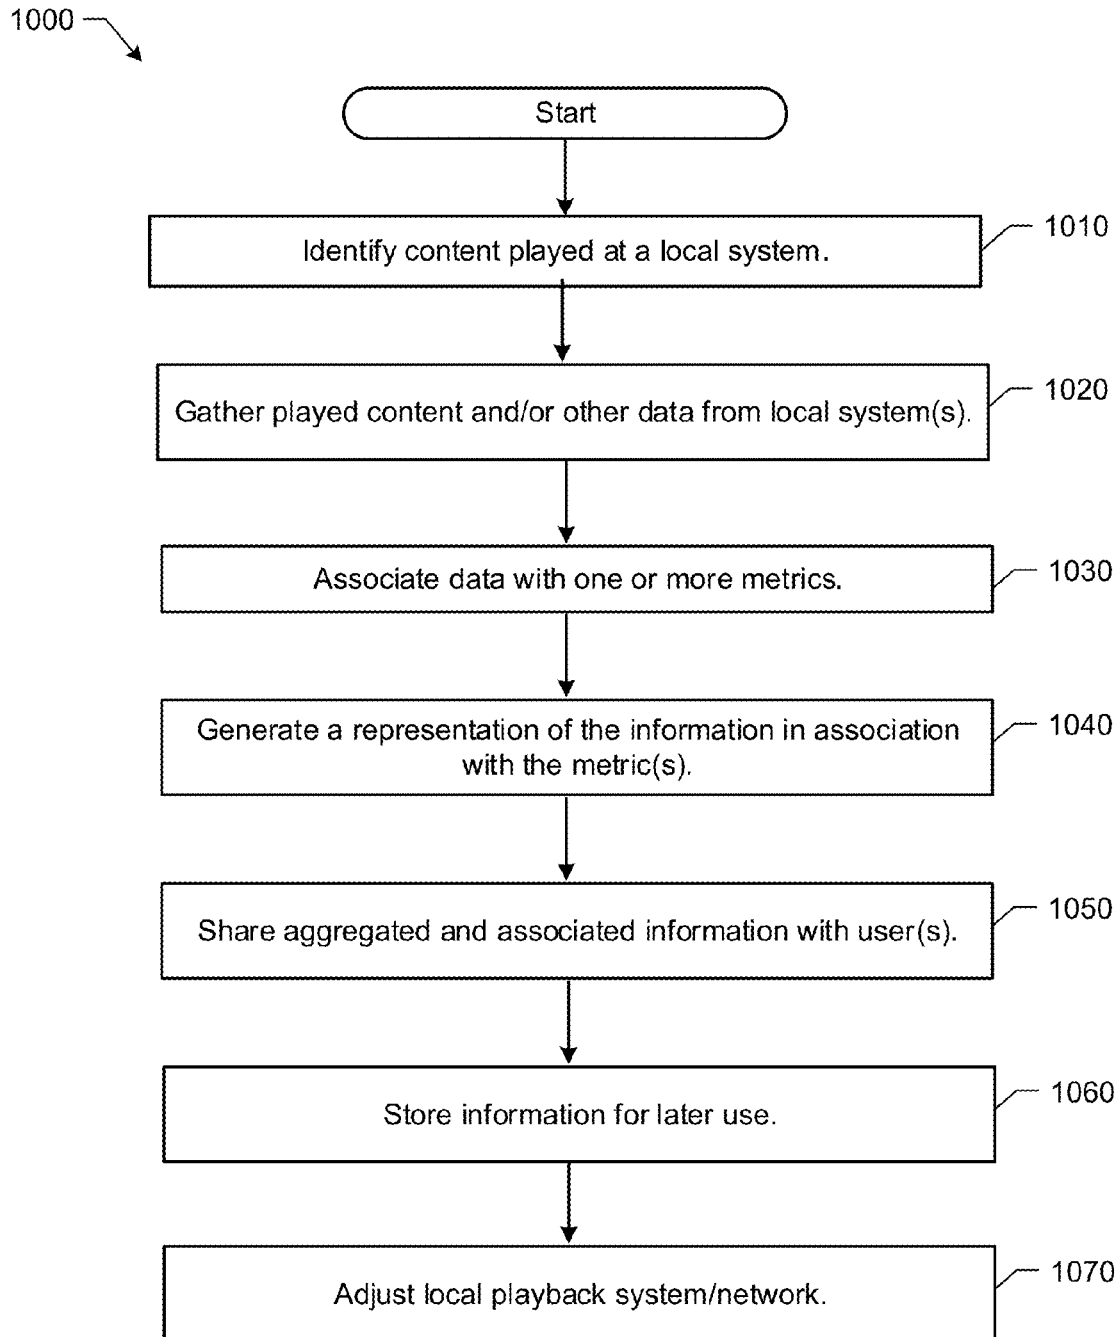 1000
Start
Identify content played at a local system.
1010
Gather played content and/or other data from local system(s).
1020
Associate data with one or more metrics.
1030
Generate a representation of the information in association
with the metric(s).
1040
Share aggregated and associated information with user(s).
1050
Store information for later use.
1060
Adjust local playback system/network.
1070